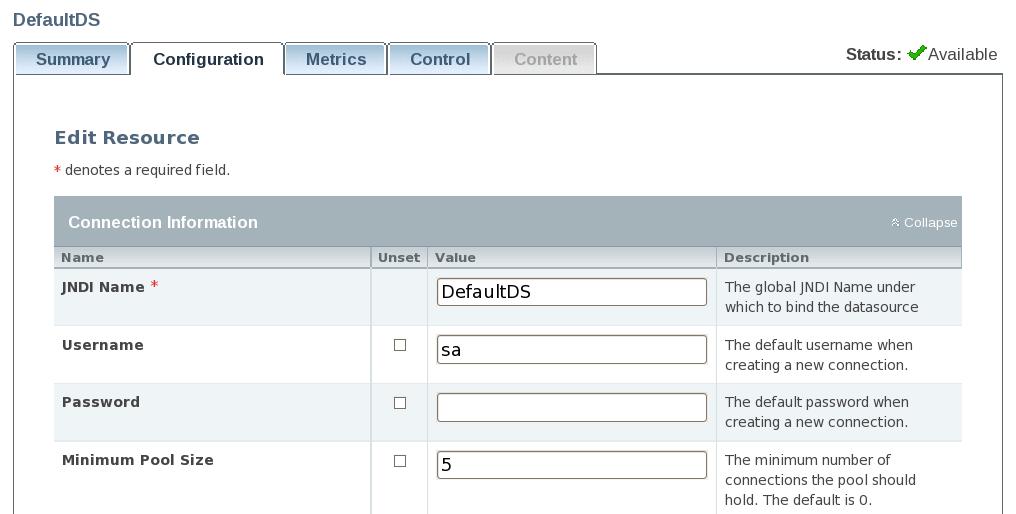 DefaultDS
Summary Configuration Metrics Control Content Status: Available
Edit Resource
* denotes a required field.
Connection Information Collapse
Name Unset Value Description
JNDI Name * DefaultDS The global JNDI Name under
which to bind the datasource
Username sa The default username when
creating a new connection.
Password The default password when
creating a new connection.
Minimum Pool Size 5 The minimum number of
connections the pool should
hold. The default is 0.